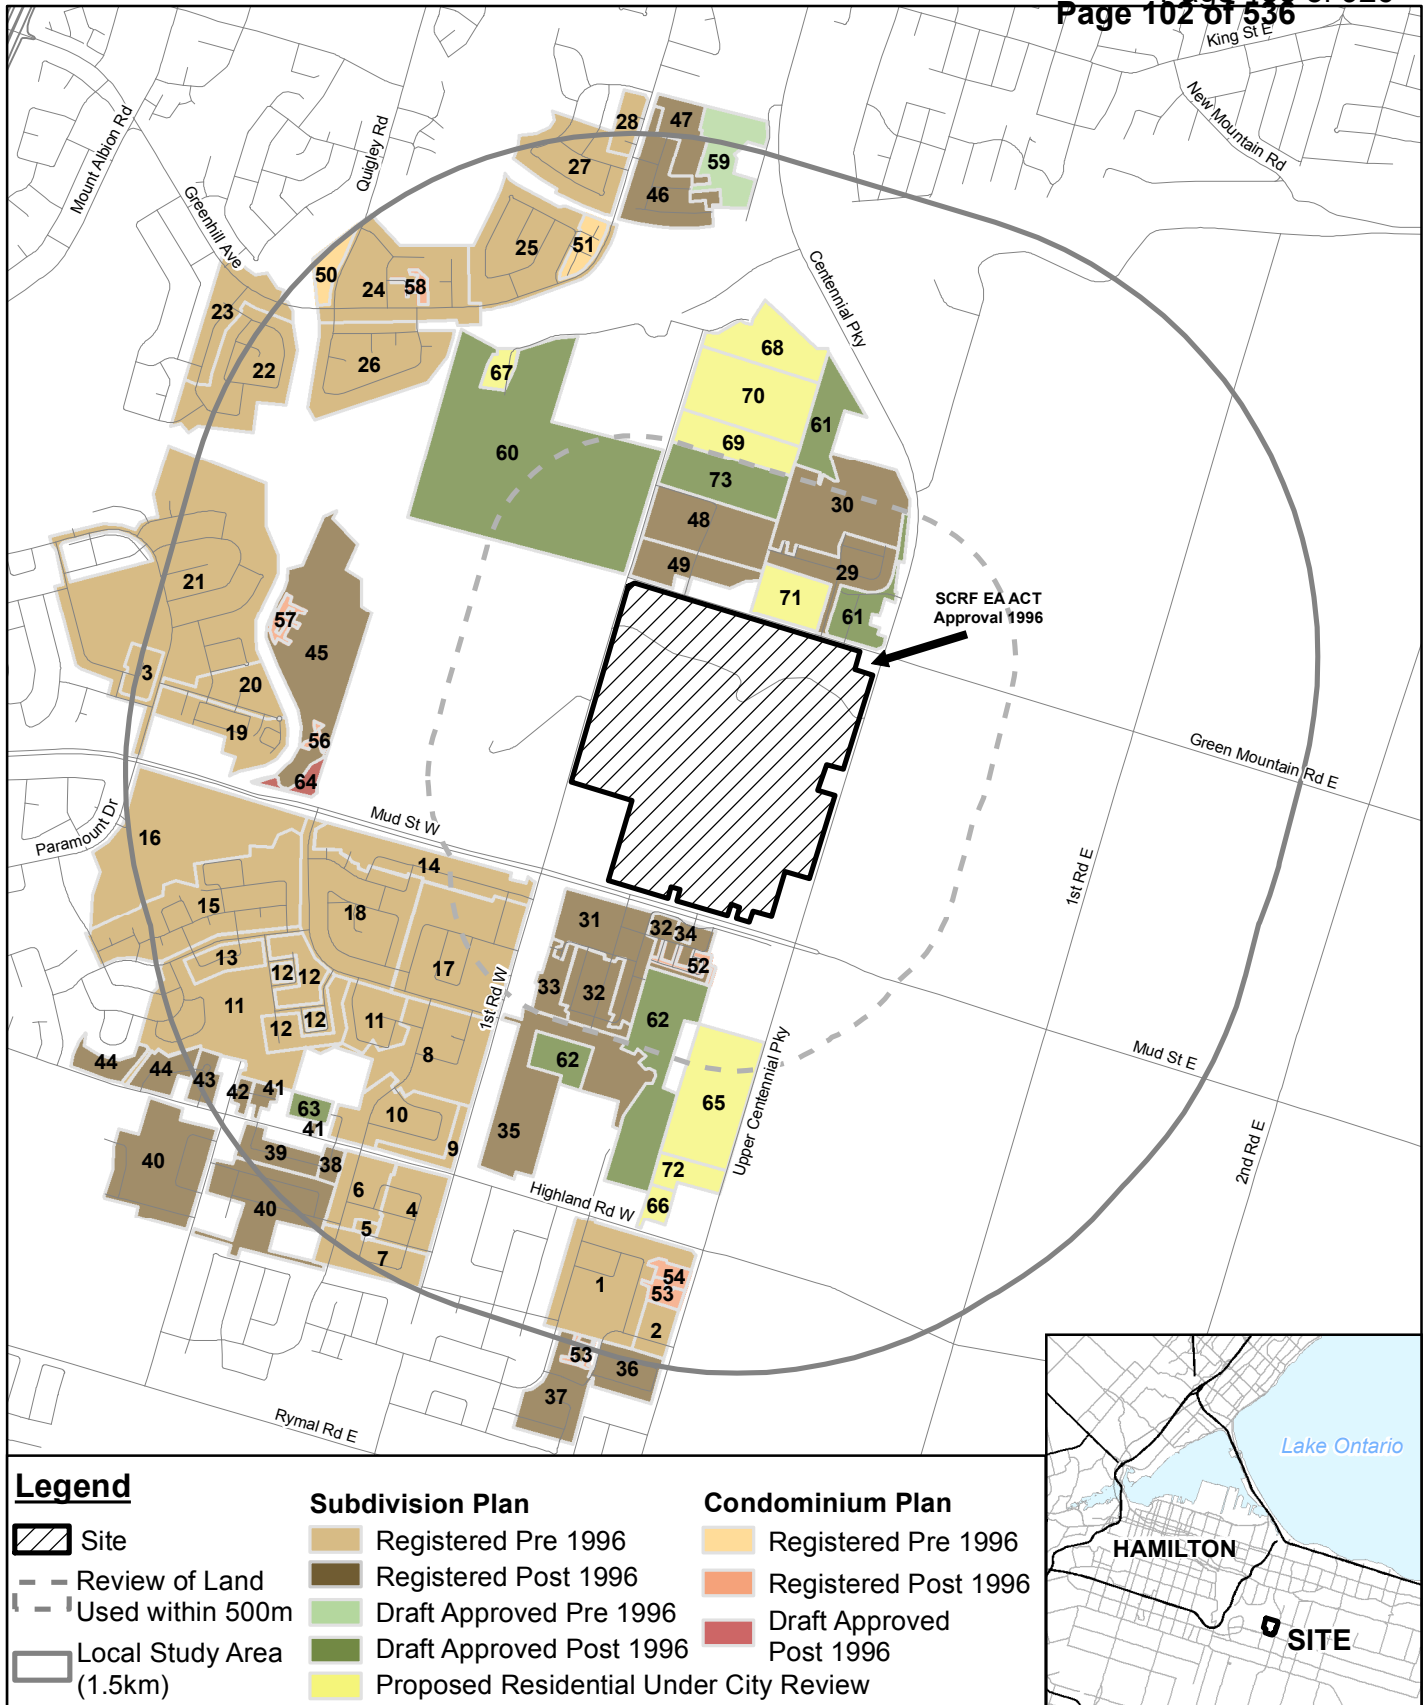 Page 102 of 536
King St E
New Mountain Rd
Mount Albion Rd
Quigley Rd
Greenhill Ave
Centennial Pky
28
47
27
59
46
25
51
50
24
58
23
22
26
68
67
70
61
60
69
73
30
48
49
29
71
61
21
57
45
3
20
19
56
64
SCRF EA ACT
Approval 1996
Green Mountain Rd E
Mud St W
Paramount Dr
16
14
15
18
13
12
12
17
11
12
12
11
8
1st Rd W
31
32
34
52
33
32
62
62
65
1st Rd E
Mud St E
2nd Rd E
Upper Centennial Pky
44
44
43
42
41
63
41
10
9
35
72
66
40
39
38
6
4
40
5
7
Highland Rd W
1
54
53
2
53
36
37
Rymal Rd E
Lake Ontario
HAMILTON
SITE
Legend
Site
Review of Land
Used within 500m
Local Study Area
(1.5km)
Subdivision Plan
Registered Pre 1996
Registered Post 1996
Draft Approved Pre 1996
Draft Approved Post 1996
Proposed Residential Under City Review
Condominium Plan
Registered Pre 1996
Registered Post 1996
Draft Approved
Post 1996